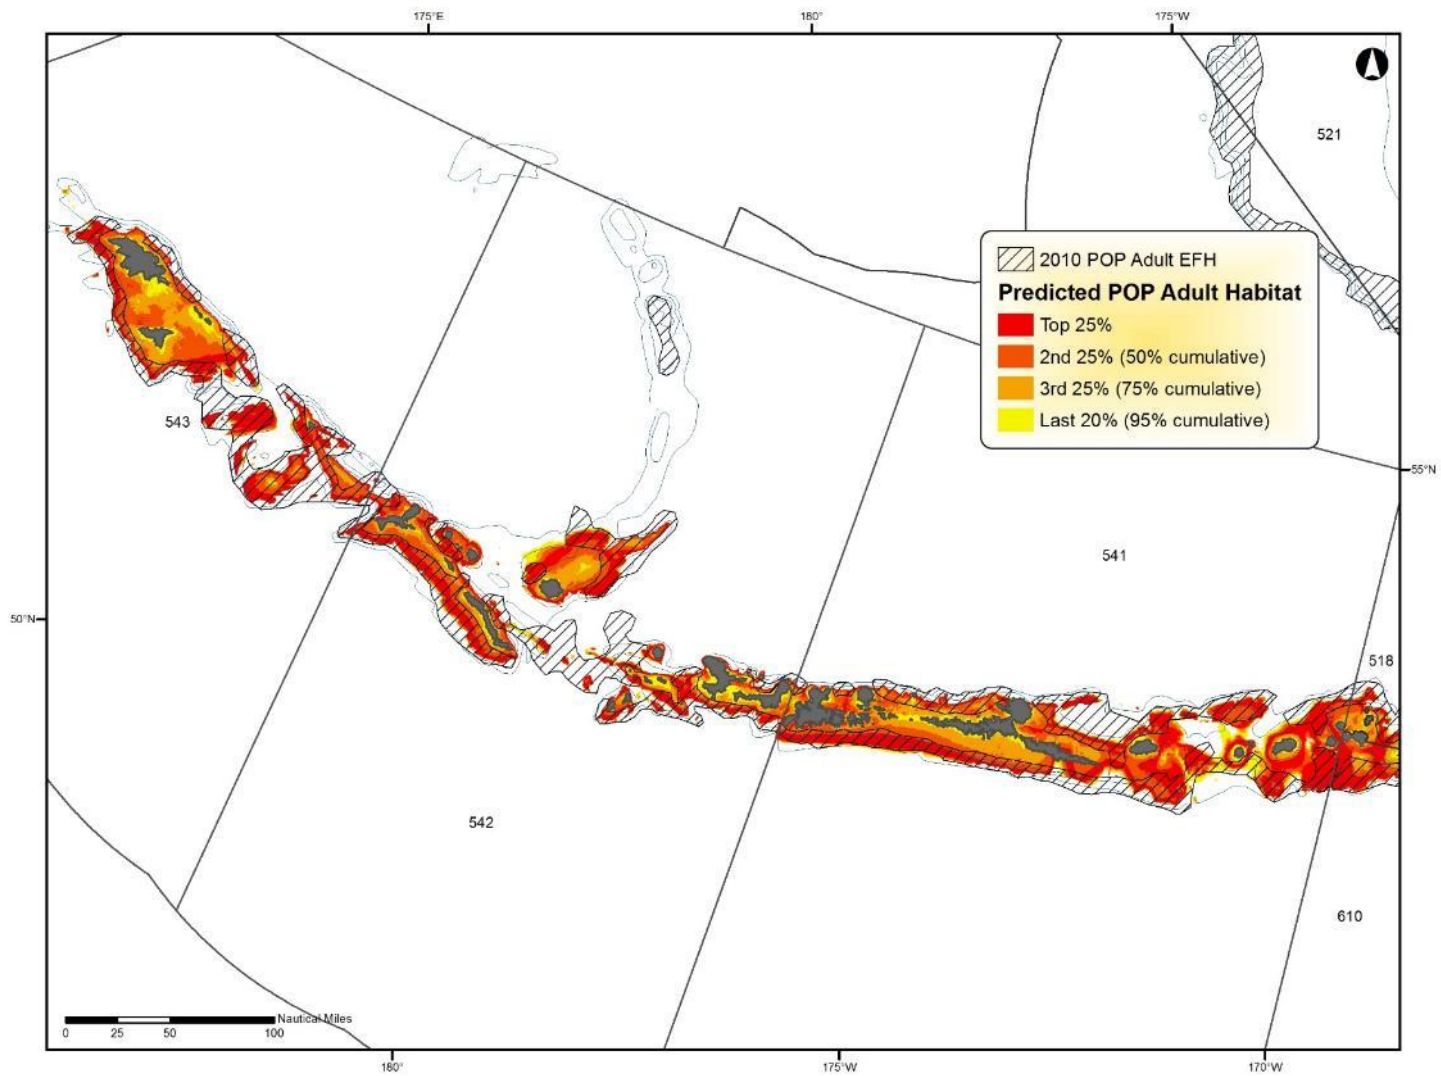 175°E
180°
175°W
521
2010 POP Adult EFH
Predicted POP Adult Habitat
Top 25%
2nd 25% (50% cumulative)
3rd 25% (75% cumulative)
Last 20% (95% cumulative)
543
55°N
541
50°N
518
542
610
Nautical Miles
0 25 50 100
180°
175°W
170°W